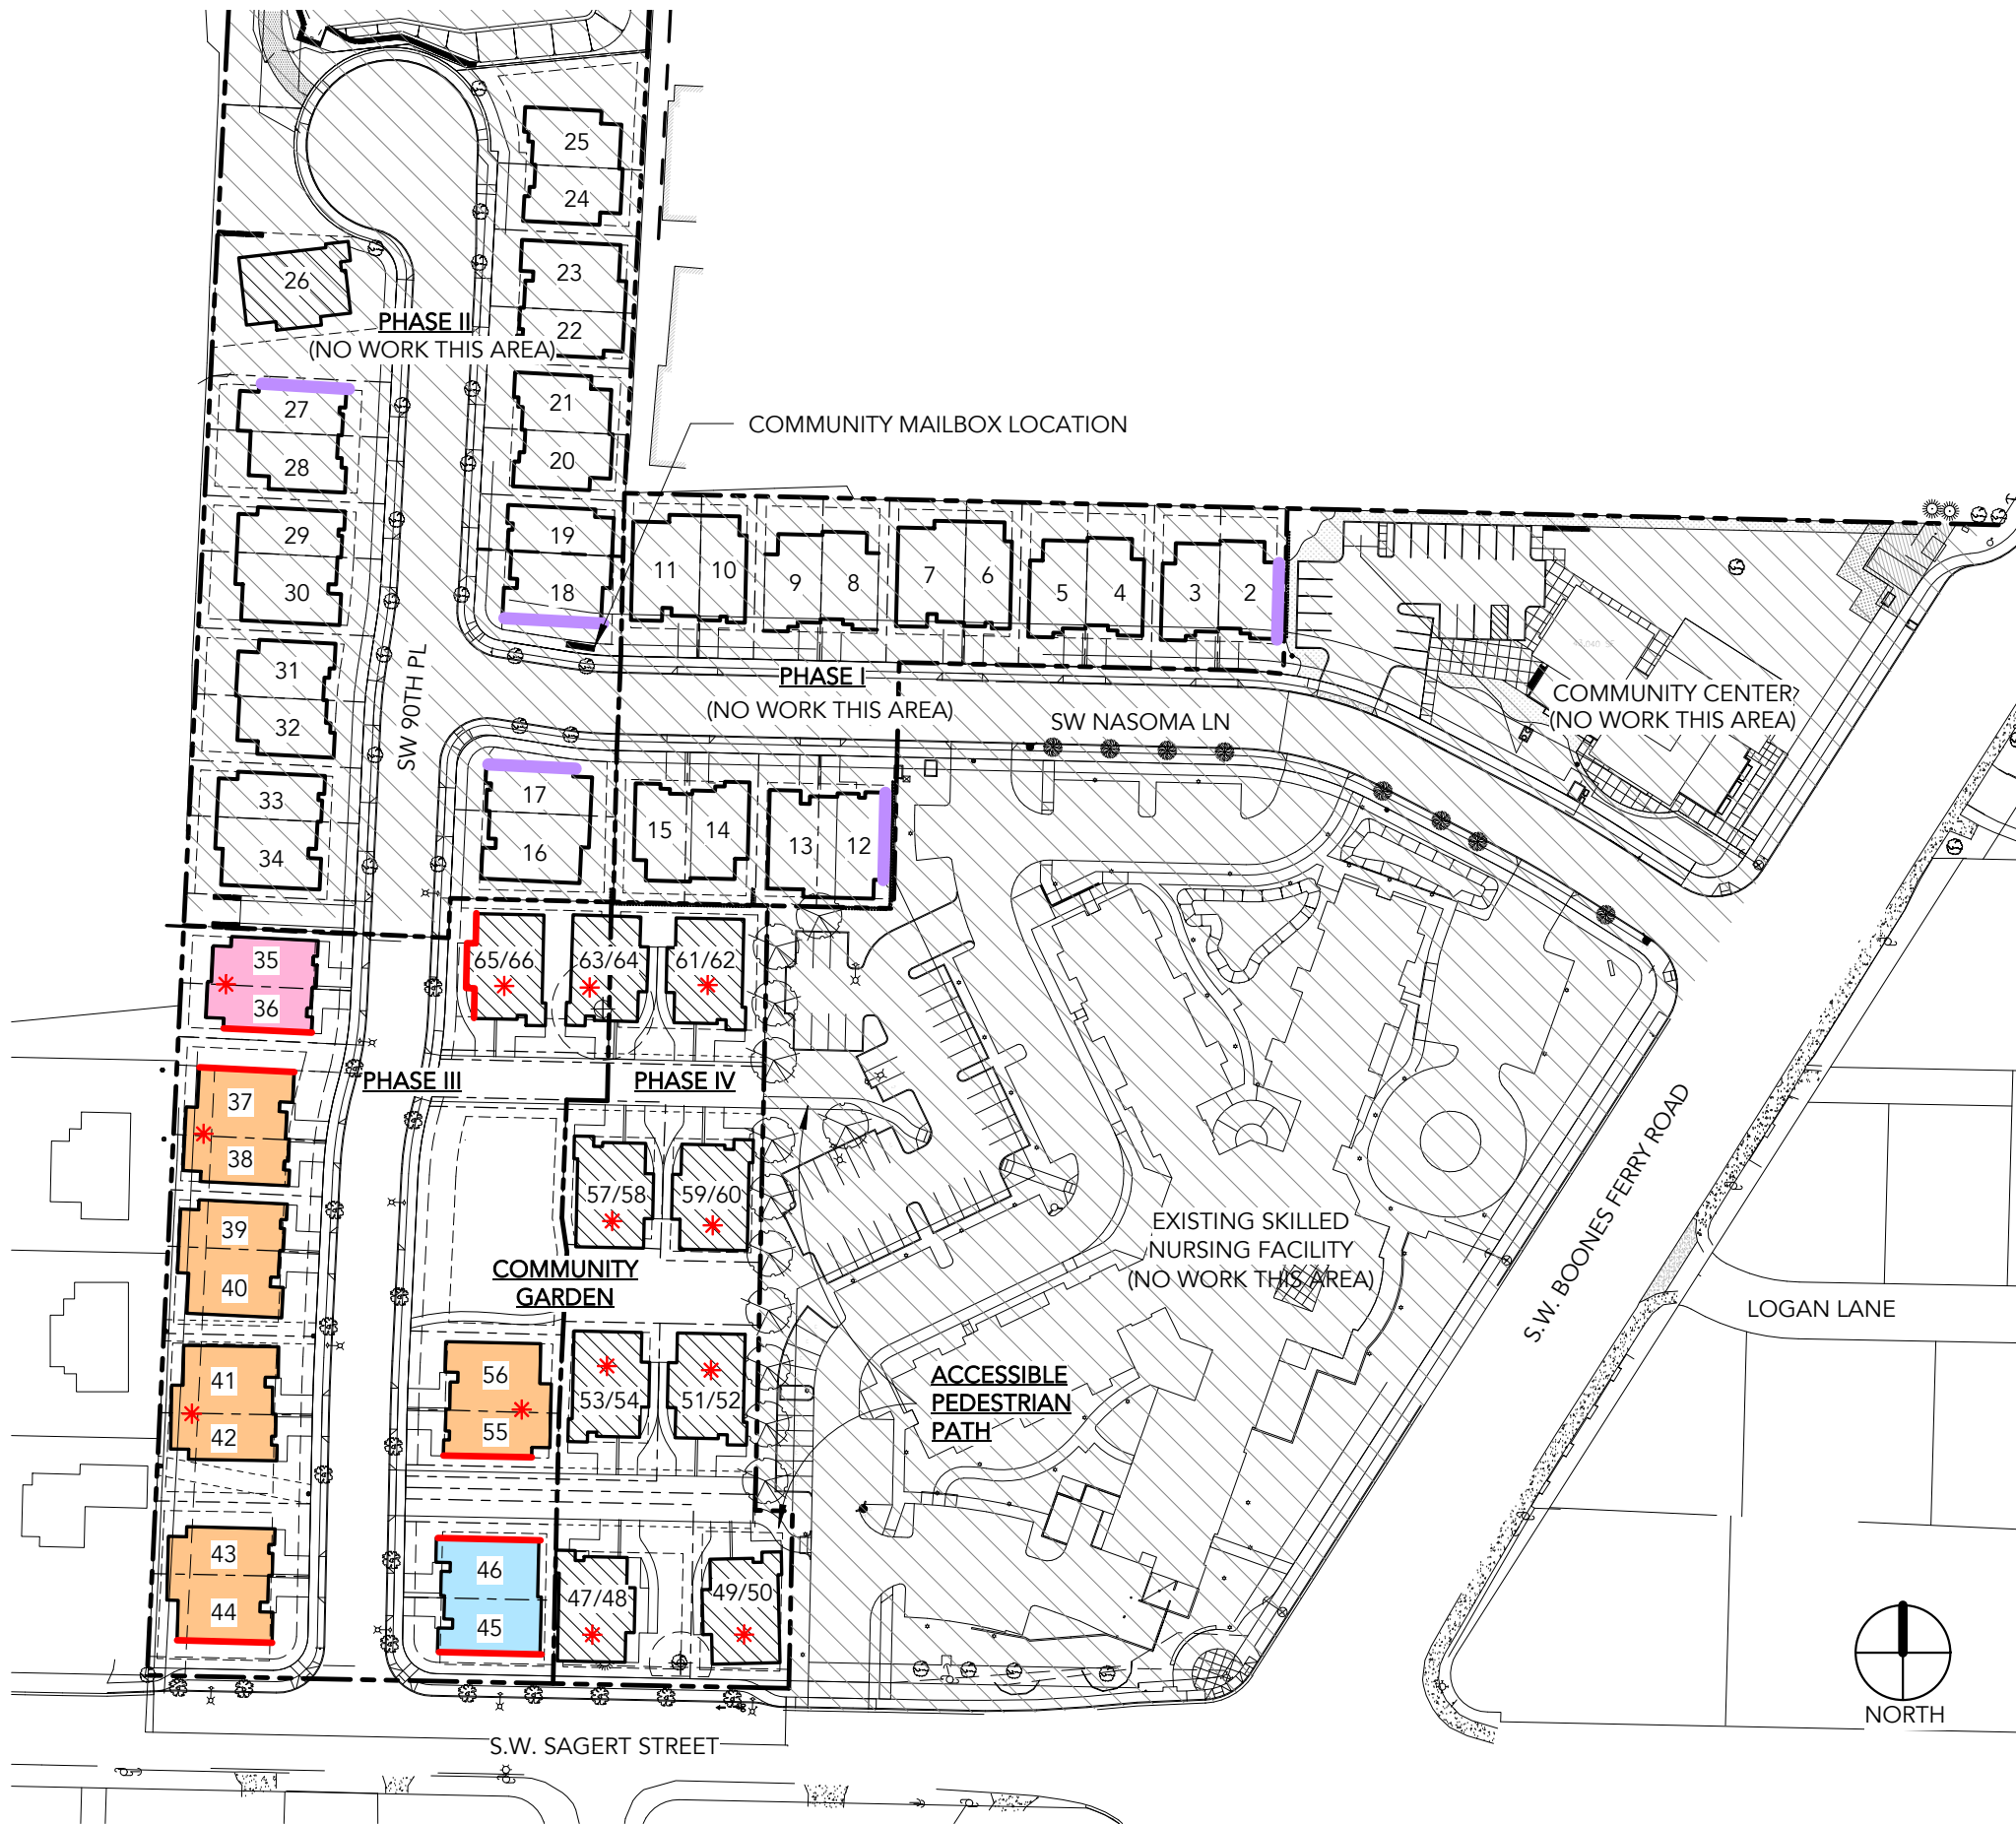 25
24
23
22
26
PHASE II
(NO WORK THIS AREA)
27
28
21
20
COMMUNITY MAILBOX LOCATION
29
30
19
18
11
10
9
8
7
6
5
4
3
2
31
32
SW 90TH PL
PHASE I
(NO WORK THIS AREA)
SW NASOMA LN
COMMUNITY CENTER
(NO WORK THIS AREA)
33
34
17
16
15
14
13
12
35
36
65/66
63/64
61/62
37
38
PHASE III
PHASE IV
39
40
57/58
59/60
COMMUNITY
GARDEN
EXISTING SKILLED
NURSING FACILITY
(NO WORK THIS AREA)
S.W. BOONES FERRY ROAD
LOGAN LANE
41
42
56
55
53/54
51/52
ACCESSIBLE
PEDESTRIAN
PATH
43
44
46
45
47/48
49/50
NORTH
S.W. SAGERT STREET